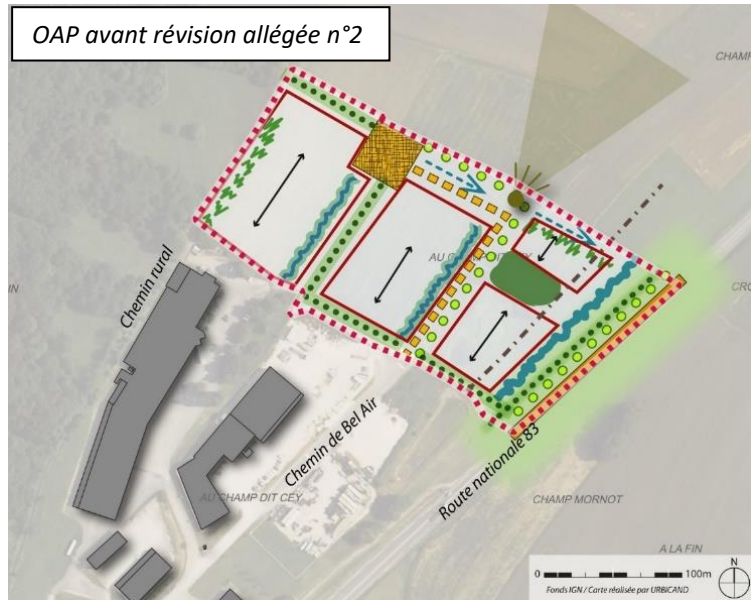 OAP avant révision allégée n°2
CHAMP
AU CHAMP DIT CEY
CRO
Chemin rural
IN
Chemin de Bel Air
Route nationale 83
AU CHAMP DIT CEY
CHAMP MORNOT
A LA FIN
N
0 100m
Fonds IGN / Carte réalisée par URBICAND